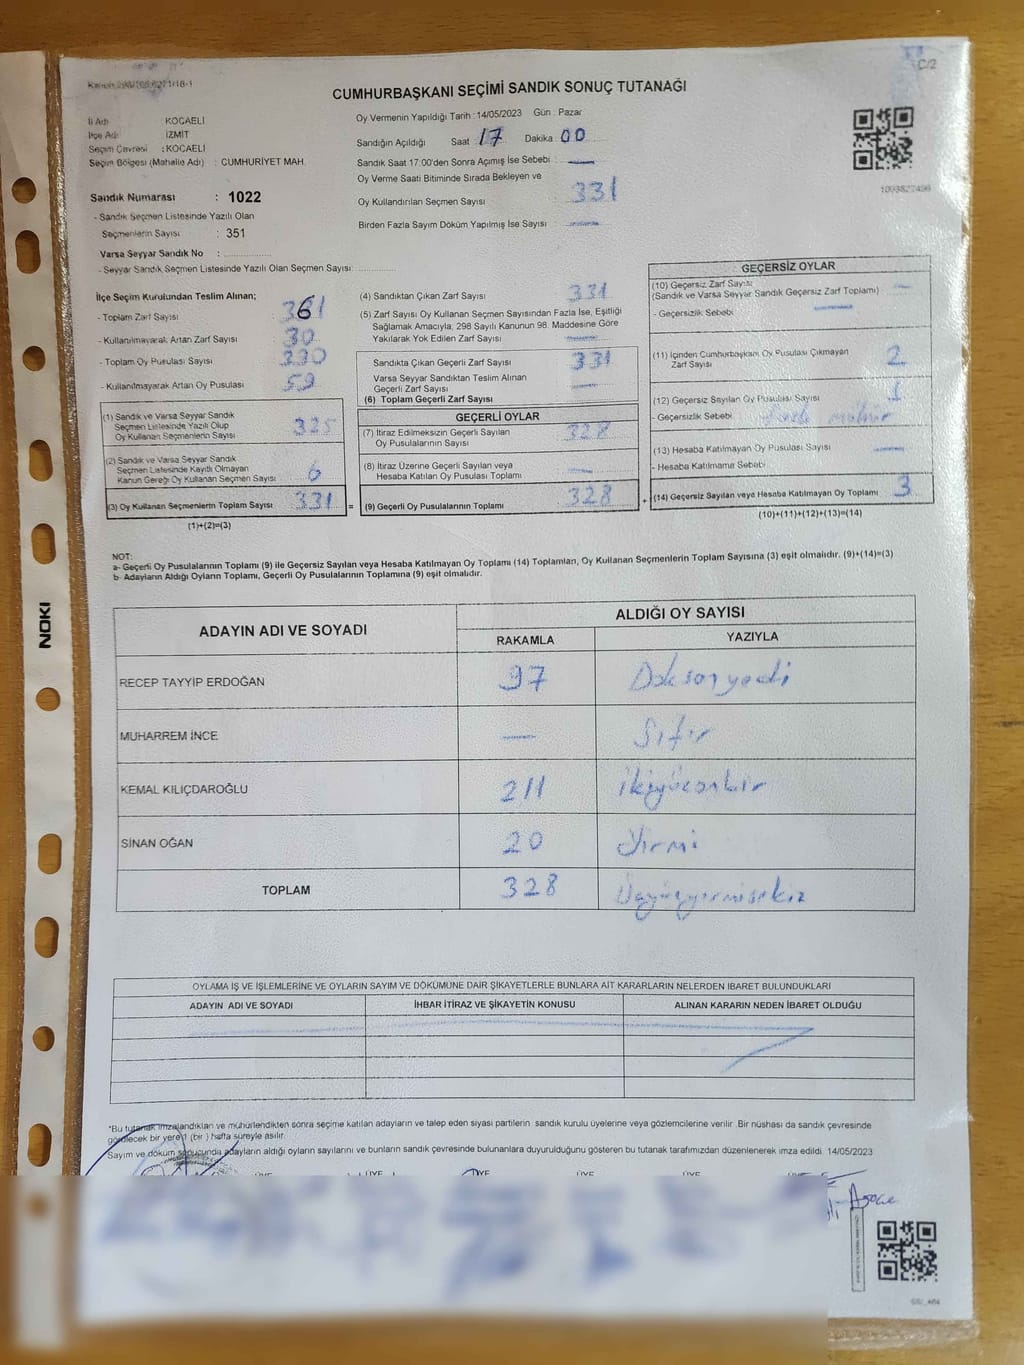 C/2
CUMHURBAŞKANI SEÇİMİ SANDIK SONUÇ TUTANAĞI
İl Adı : KOCAELİ
İlçe Adı : İZMİT
Seçim Çevresi : KOCAELİ
Seçim Bölgesi (Mahalle Adı) : CUMHURİYET MAH.
Sandık Numarası : 1022
- Sandık Seçmen Listesinde Yazılı Olan
Seçmenlerin Sayısı : 351
Varsa Seyyar Sandık No :
- Seyyar Sandık Seçmen Listesinde Yazılı Olan Seçmen Sayısı:
Oy Vermenin Yapıldığı Tarih : 14/05/2023 Gün : Pazar
Sandığın Açıldığı Saat 17 Dakika 00
Sandık Saat 17:00'den Sonra Açımış İse Sebebi : —
Oy Verme Saati Bitiminde Sırada Bekleyen ve
Oy Kullandırılan Seçmen Sayısı : 331
Birden Fazla Sayım Döküm Yapılmış İse Sayısı : —
İlçe Seçim Kurulundan Teslim Alınan;
- Toplam Zarf Sayısı : 361
- Kullanılmayarak Artan Zarf Sayısı : 30
- Toplam Oy Pusulası Sayısı : 390
- Kullanılmayarak Artan Oy Pusulası : 59
(1) Sandık ve Varsa Seyyar Sandık
Seçmen Listesinde Yazılı Olup
Oy Kullanan Seçmenlerin Sayısı : 325
(2) Sandık ve Varsa Seyyar Sandık
Seçmen Listesinde Kayıtlı Olmayan
Kanun Gereği Oy Kullanan Seçmen Sayısı : 6
(3) Oy Kullanan Seçmenlerin Toplam Sayısı : 331
(1)+(2)=(3)
(4) Sandıktan Çıkan Zarf Sayısı : 331
(5) Zarf Sayısı Oy Kullanan Seçmen Sayısından Fazla İse, Eşitliği
Sağlamak Amacıyla, 298 Sayılı Kanunun 98. Maddesine Göre
Yakılarak Yok Edilen Zarf Sayısı : —
Sandıkta Çıkan Geçerli Zarf Sayısı : 331
Varsa Seyyar Sandıktan Teslim Alınan
Geçerli Zarf Sayısı : —
(6) Toplam Geçerli Zarf Sayısı :
GEÇERLİ OYLAR
(7) İtiraz Edilmeksizin Geçerli Sayılan
Oy Pusulalarının Sayısı : 328
(8) İtiraz Üzerine Geçerli Sayılan veya
Hesaba Katılan Oy Pusulası Toplamı : —
= (9) Geçerli Oy Pusulalarının Toplamı : 328
GEÇERSİZ OYLAR
(10) Geçersiz Zarf Sayısı
(Sandık ve Varsa Seyyar Sandık Geçersiz Zarf Toplamı) : —
- Geçersizlik Sebebi : —
(11) İçinden Cumhurbaşkanı Oy Pusulası Çıkmayan
Zarf Sayısı : 2
(12) Geçersiz Sayılan Oy Pusulası Sayısı : 1
- Geçersizlik Sebebi : mühür
(13) Hesaba Katılmayan Oy Pusulası Sayısı : —
- Hesaba Katılmama Sebebi :
+ (14) Geçersiz Sayılan veya Hesaba Katılmayan Oy Toplamı : 3
(10)+(11)+(12)+(13)=(14)
NOT:
a- Geçerli Oy Pusulalarının Toplamı (9) ile Geçersiz Sayılan veya Hesaba Katılmayan Oy Toplamı (14) Toplamları, Oy Kullanan Seçmenlerin Toplam Sayısına (3) eşit olmalıdır. (9)+(14)=(3)
b- Adayların Aldığı Oyların Toplamı, Geçerli Oy Pusulalarının Toplamına (9) eşit olmalıdır.
ADAYIN ADI VE SOYADI ALDIĞI OY SAYISI
RAKAMLA YAZIYLA
RECEP TAYYİP ERDOĞAN 97 Doksanyedi
MUHARREM İNCE — Sıfır
KEMAL KILIÇDAROĞLU 211 İkiyüzonbir
SİNAN OĞAN 20 Yirmi
TOPLAM 328 Üçyüzyirmisekiz
OYLAMA İŞ VE İŞLEMLERİNE VE OYLARIN SAYIM VE DÖKÜMÜNE DAİR ŞİKAYETLERLE BUNLARA AİT KARARLARIN NELERDEN İBARET BULUNDUKLARI
ADAYIN ADI VE SOYADI İHBAR İTİRAZ VE ŞİKAYETİN KONUSU ALINAN KARARIN NEDEN İBARET OLDUĞU
*Bu tutanak imzalandıktan ve mühürlendikten sonra seçime katılan adayların ve talep eden siyasi partilerin sandık kurulu üyelerine veya gözlemcilerine verilir. Bir nüshası da sandık çevresinde
görülecek bir yere 1 (bir ) hafta süreyle asılır.
Sayım ve döküm sonucunda adayların aldığı oyların sayılarını ve bunların sandık çevresinde bulunanlara duyurulduğunu gösteren bu tutanak tarafımızdan düzenlenerek imza edildi. 14/05/2023
ÜYE ÜYE ÜYE ÜYE
NOKI